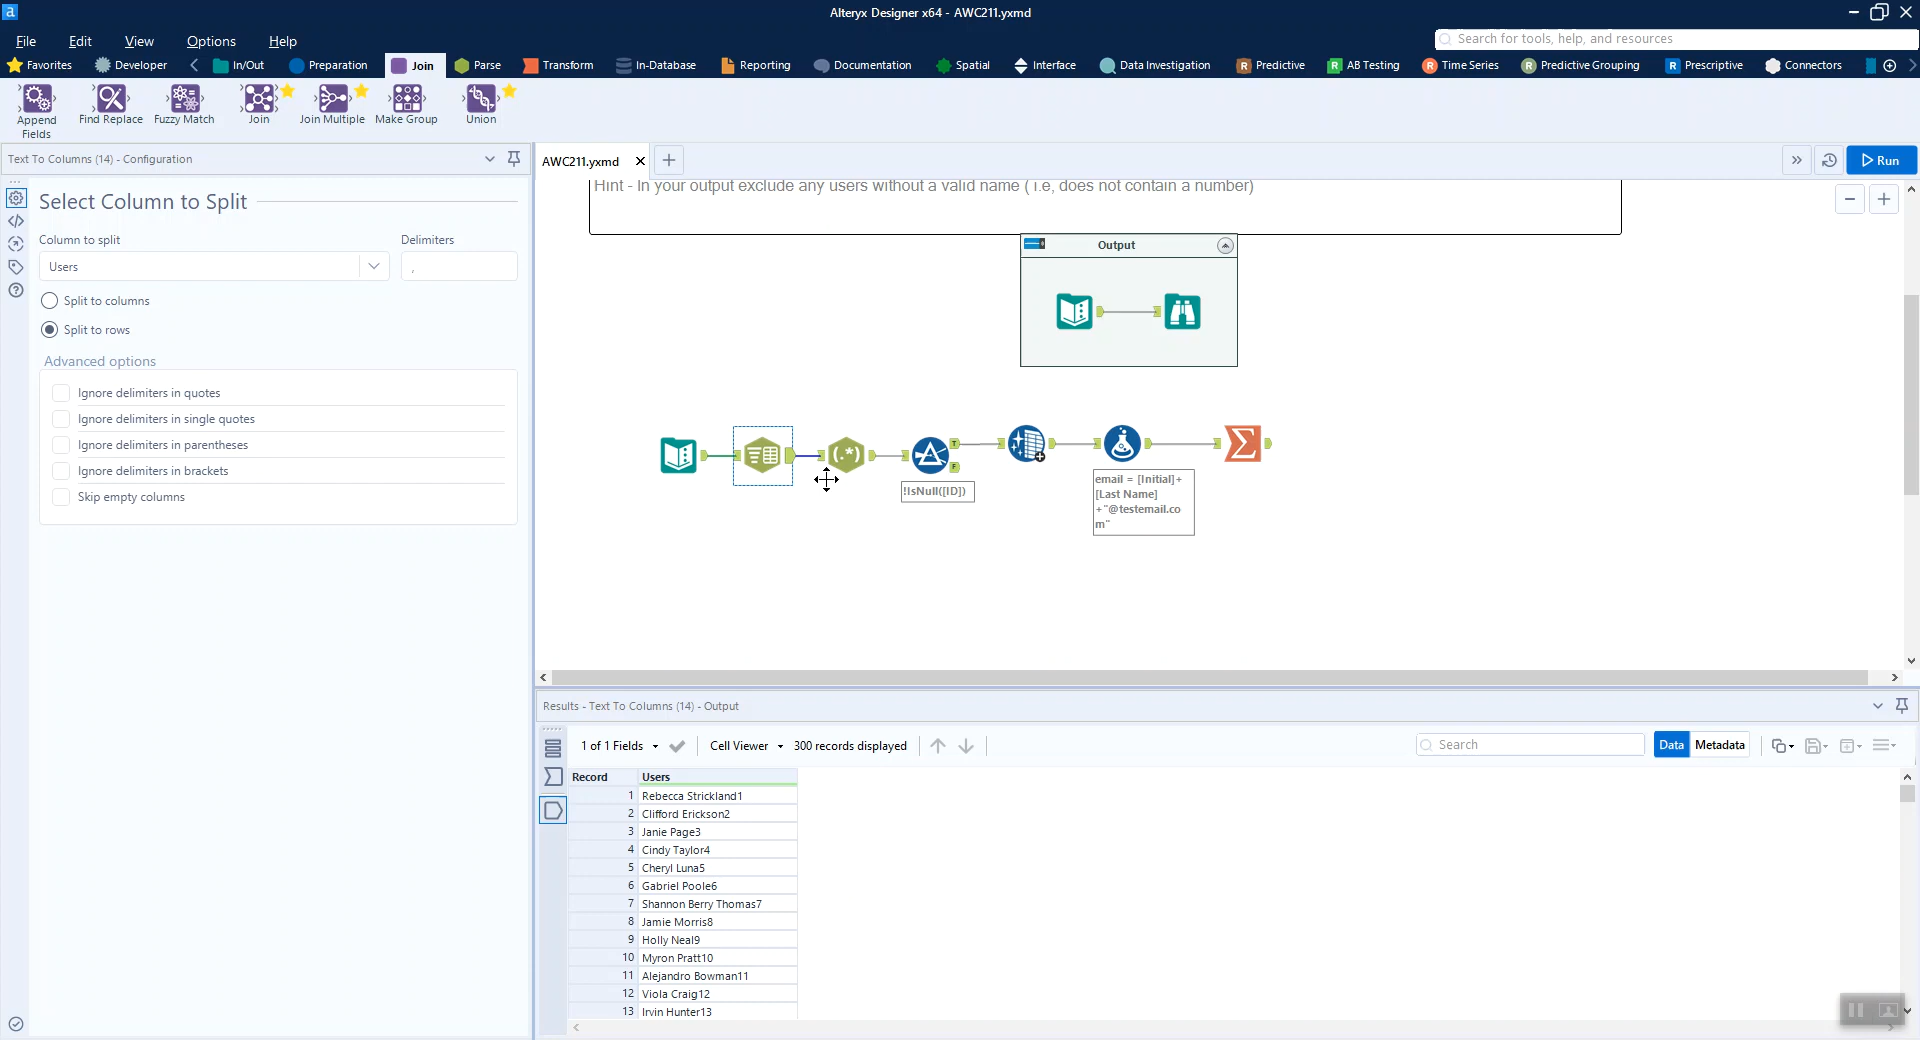 Alteryx Designer x64 - AWC211.yxmd
File Edit View Options Help
Search for tools, help, and resources
Favorites Developer In/Out Preparation Join Parse Transform In-Database Reporting Documentation Spatial Interface Data Investigation Predictive AB Testing Time Series Predictive Grouping Prescriptive Connectors
Append Fields Find Replace Fuzzy Match Join Join Multiple Make Group Union
Text To Columns (14) - Configuration
Select Column to Split
Column to split Delimiters
Users ,
Split to columns
Split to rows
Advanced options
Ignore delimiters in quotes
Ignore delimiters in single quotes
Ignore delimiters in parentheses
Ignore delimiters in brackets
Skip empty columns
AWC211.yxmd
Run
Hint - In your output exclude any users without a valid name ( i.e, does not contain a number)
Output
(.*)
T
F
!IsNull([ID])
email = [Initial]+
[Last Name]
+"@testemail.co
m"
Results - Text To Columns (14) - Output
1 of 1 Fields Cell Viewer 300 records displayed Search Data Metadata
Record Users
1 Rebecca Strickland1
2 Clifford Erickson2
3 Janie Page3
4 Cindy Taylor4
5 Cheryl Luna5
6 Gabriel Poole6
7 Shannon Berry Thomas7
8 Jamie Morris8
9 Holly Neal9
10 Myron Pratt10
11 Alejandro Bowman11
12 Viola Craig12
13 Irvin Hunter13